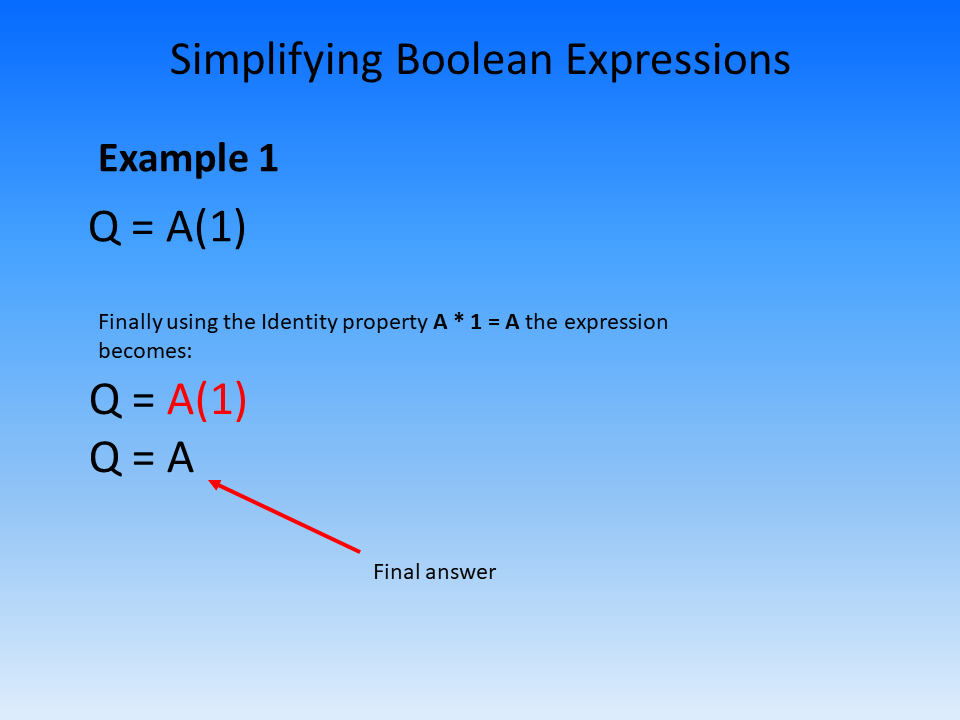 Simplifying Boolean Expressions
Example 1
Q = A(1)
Finally using the Identity property A * 1 = A the expression
becomes:
Q = A(1)
Q = A
Final answer